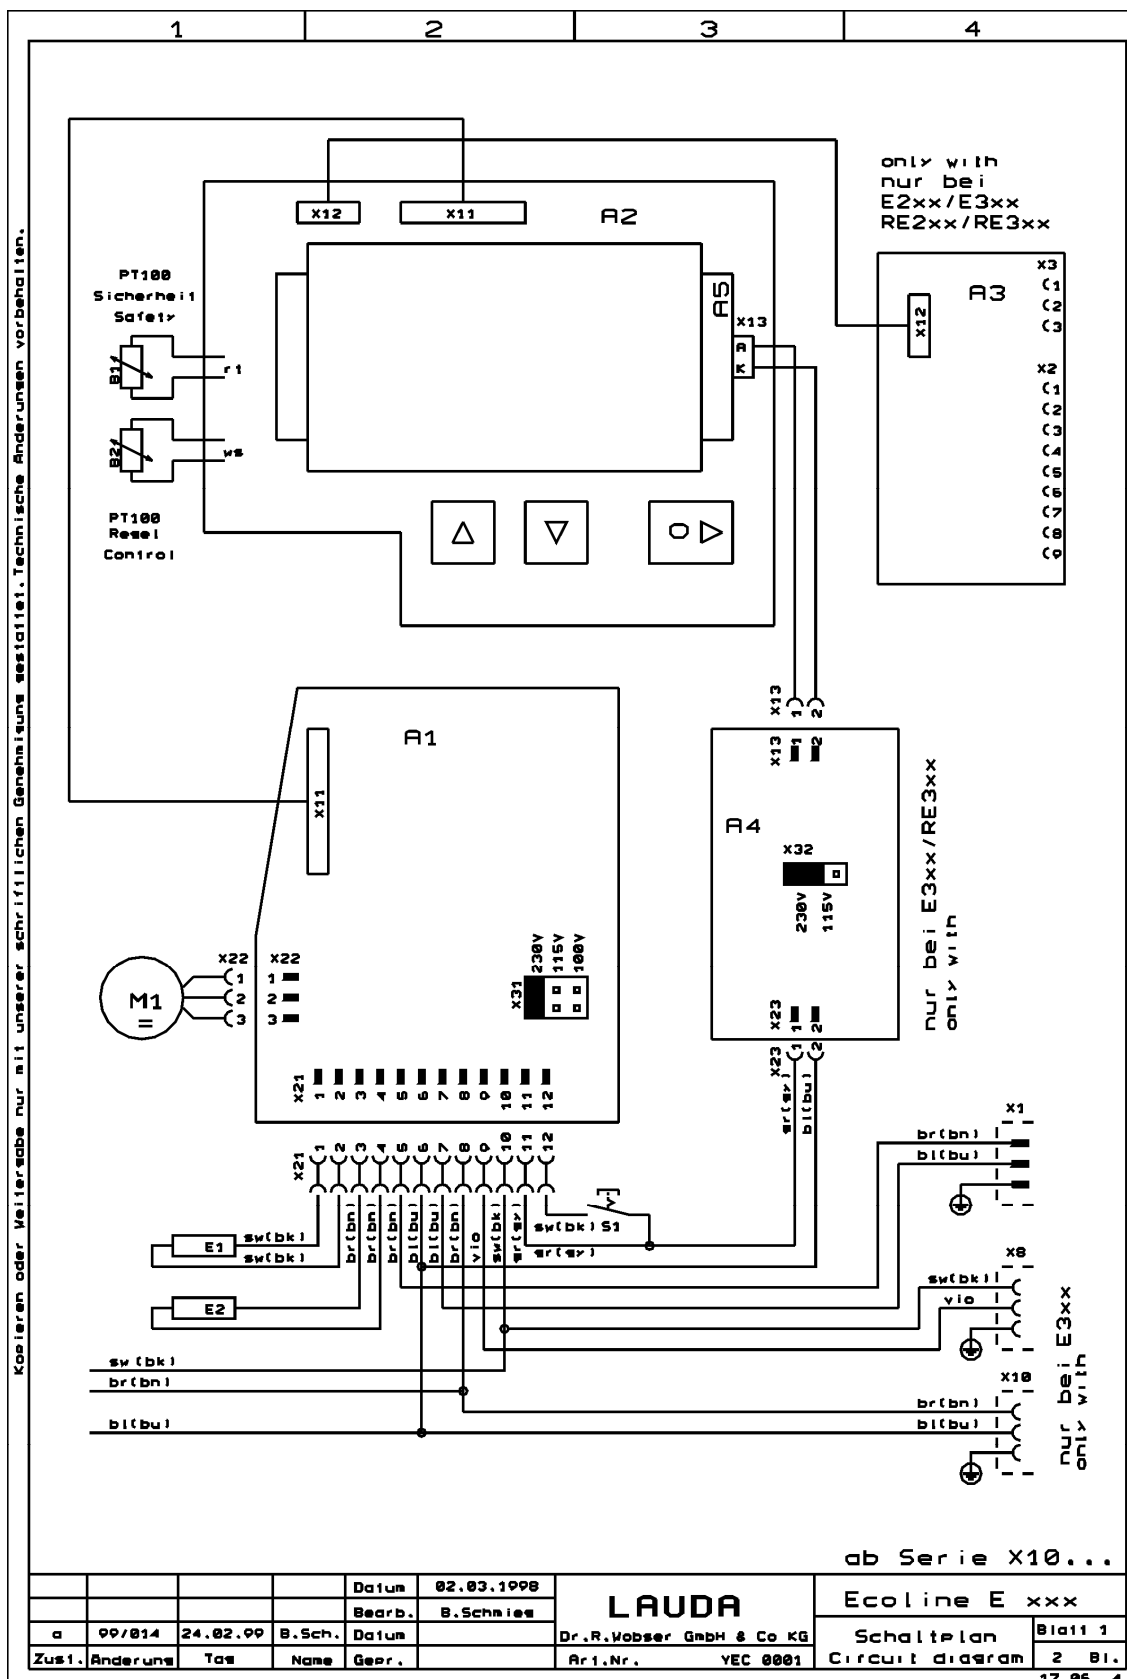 1 2 3 4
Kopieren oder Weitergabe nur mit unserer schriftlichen Genehmigung gestattet. Technische Änderungen vorbehalten.
only with
nur bei
E2xx/E3xx
RE2xx/RE3xx
X12
X11
A2
A5
X13
A
K
A3
X12
X3
1
2
3
X2
1
2
3
4
5
6
7
8
9
PT100
Sicherheit
Safety
B1
rt
B2
ws
PT100
Regel
Control
O
A1
X11
X13
1
2
X13
1
2
A4
X32
230V
115V
nur bei E3xx/RE3xx
only with
X23
1
2
X23
1
2
gr(gy)
bl(bu)
M1
=
X22
1
2
3
X22
1
2
3
X31
230V
115V
100V
X21
1 2 3 4 5 6 7 8 9 10 11 12
X21
1 2 3 4 5 6 7 8 9 10 11 12
br(bn)
br(bn)
br(bn)
bl(bu)
bl(bu)
br(bn)
vio
sw(bk)
gr(gy)
sw(bk)
S1
gr(gy)
E1
sw(bk)
sw(bk)
E2
sw(bk)
br(bn)
bl(bu)
X1
br(bn)
bl(bu)
X8
sw(bk)
vio
X10
br(bn)
bl(bu)
nur bei E3xx
only with
ab Serie X10...
Datum 02.03.1998
Bearb. B.Schmieg
a 99/014 24.02.99 B.Sch. Datum
Zust. Änderung Tag Name Gepr.
LAUDA
Dr.R.Wobser GmbH & Co KG
Art.Nr. YEC 0001
Ecoline E xxx
Schaltplan
Circuit diagram
Blatt 1
2 Bl.